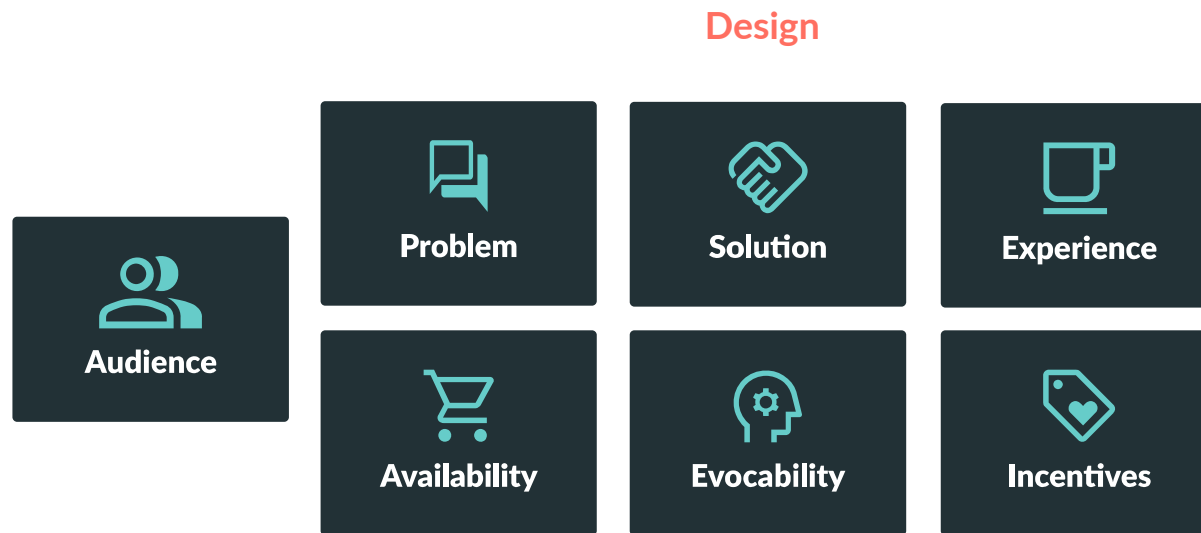 Design
Audience
Problem
Solution
Experience
Availability
Evocability
Incentives